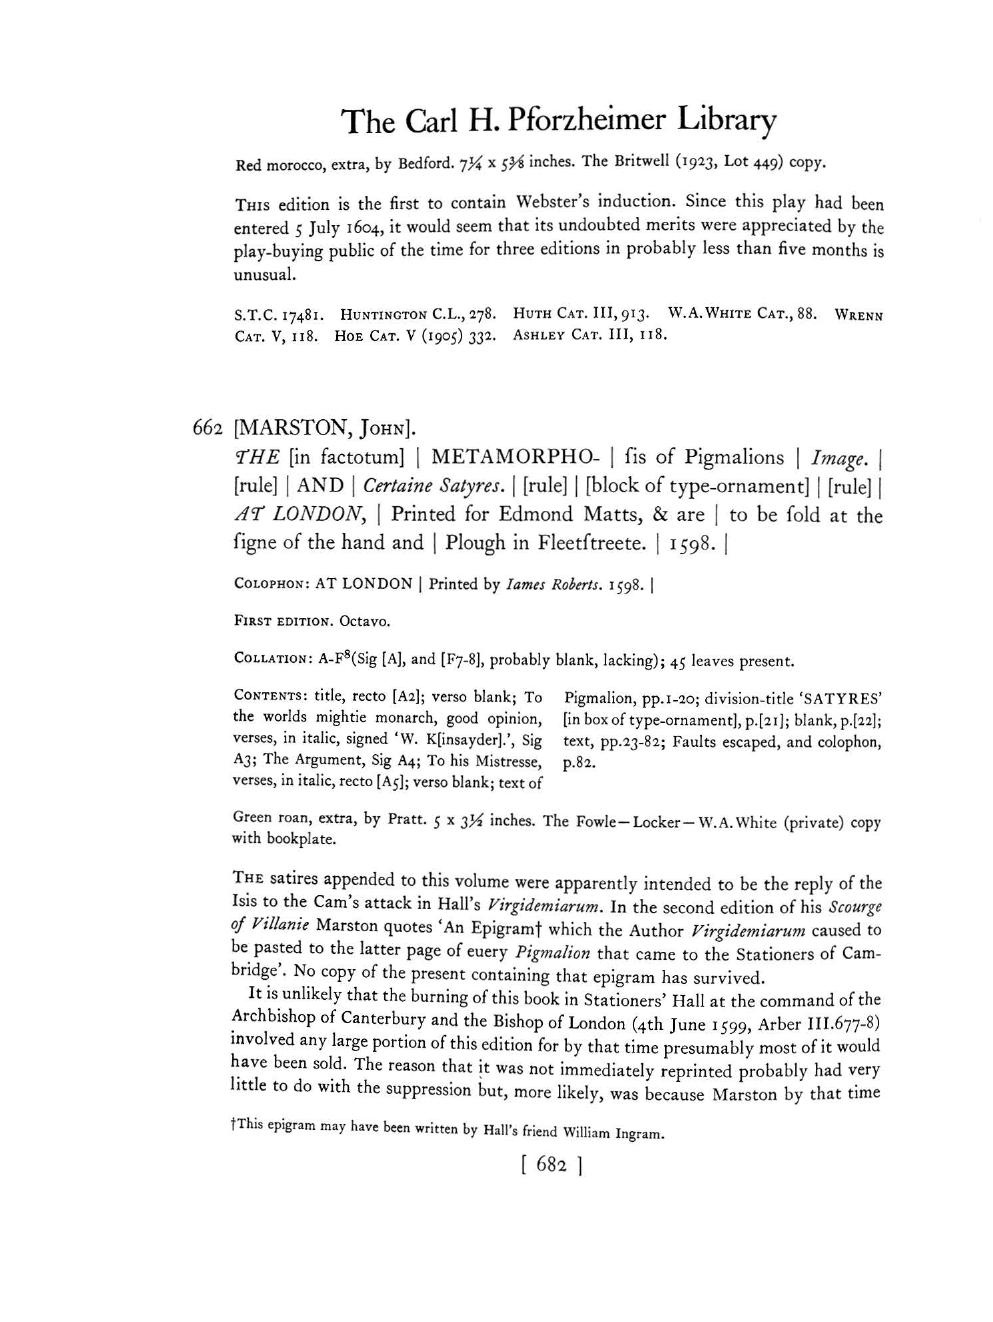 The Carl H. Pforzheimer Library
Red morocco, extra, by Bedford. 7¼ x 5⅜ inches. The Britwell (1923, Lot 449) copy.
THIS edition is the first to contain Webster's induction. Since this play had been
entered 5 July 1604, it would seem that its undoubted merits were appreciated by the
play-buying public of the time for three editions in probably less than five months is
unusual.
S.T.C. 17481. HUNTINGTON C.L., 278. HUTH CAT. III, 913. W.A.WHITE CAT., 88. WRENN
CAT. V, 118. HOE CAT. V (1905) 332. ASHLEY CAT. III, 118.
662 [MARSTON, JOHN].
THE [in factotum] | METAMORPHO- | ſis of Pigmalions | Image. |
[rule] | AND | Certaine Satyres. | [rule] | [block of type-ornament] | [rule] |
AT LONDON, | Printed for Edmond Matts, & are | to be ſold at the
ſigne of the hand and | Plough in Fleetſtreete. | 1598. |
COLOPHON: AT LONDON | Printed by Iames Roberts. 1598. |
FIRST EDITION. Octavo.
COLLATION: A-F⁸(Sig [A], and [F7-8], probably blank, lacking); 45 leaves present.
CONTENTS: title, recto [A2]; verso blank; To
the worlds mightie monarch, good opinion,
verses, in italic, signed 'W. K[insayder].', Sig
A3; The Argument, Sig A4; To his Mistresse,
verses, in italic, recto [A5]; verso blank; text of
Pigmalion, pp.1-20; division-title 'SATYRES'
[in box of type-ornament], p.[21]; blank, p.[22];
text, pp.23-82; Faults escaped, and colophon,
p.82.
Green roan, extra, by Pratt. 5 x 3½ inches. The Fowle—Locker—W.A.White (private) copy
with bookplate.
THE satires appended to this volume were apparently intended to be the reply of the
Isis to the Cam's attack in Hall's Virgidemiarum. In the second edition of his Scourge
of Villanie Marston quotes 'An Epigram† which the Author Virgidemiarum caused to
be pasted to the latter page of euery Pigmalion that came to the Stationers of Cam-
bridge'. No copy of the present containing that epigram has survived.
It is unlikely that the burning of this book in Stationers' Hall at the command of the
Archbishop of Canterbury and the Bishop of London (4th June 1599, Arber III.677-8)
involved any large portion of this edition for by that time presumably most of it would
have been sold. The reason that it was not immediately reprinted probably had very
little to do with the suppression but, more likely, was because Marston by that time
†This epigram may have been written by Hall's friend William Ingram.
[ 682 ]